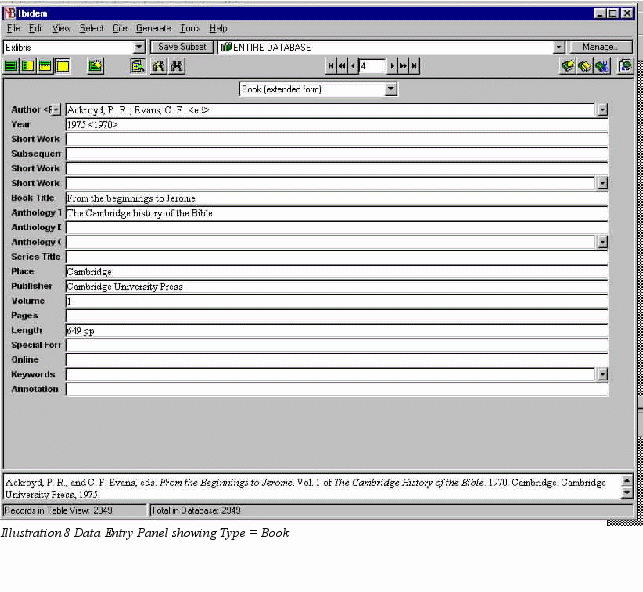 Ibidem
File Edit View Select Cite Generate Tools Help
Exlibris Save Subset ENTIRE DATABASE Manage...
4
Book (extended form)
Author <F Ackroyd, P. R.; Evans, C. F. <e s>
Year 1975<1970>
Short Work
Subsequen
Short Work
Short Work
Book Title From the beginnings to Jerome
Anthology T The Cambridge history of the Bible
Anthology E
Anthology (
Series Title
Place Cambridge
Publisher Cambridge University Press
Volume 1
Pages
Length 649 pp
Special Forr
Online
Keywords
Annotation
Ackroyd, P. R., and C. F. Evans, eds. From the Beginnings to Jerome. Vol. 1 of The Cambridge History of the Bible. 1970. Cambridge: Cambridge
University Press, 1975.
Records in Table View: 2949 Total in Database: 2949
Illustration 8 Data Entry Panel showing Type = Book